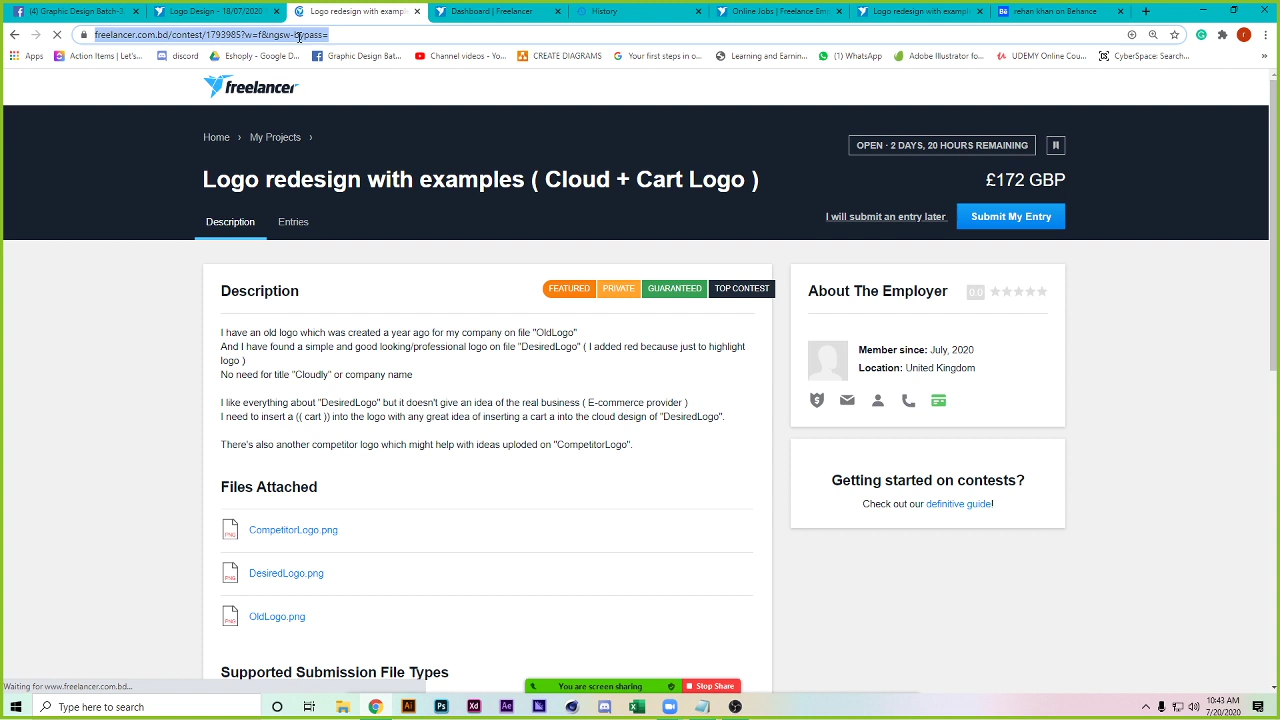 (4) Graphic Design Batch-3
Logo Design - 18/07/2020
Logo redesign with example
Dashboard | Freelancer
History
Online Jobs | Freelance Em
Logo redesign with exampl
rehan khan on Behance
freelancer.com.bd/contest/1793985?w=f&ngsw-bypass=
Apps
Action Items | Let's...
discord
Eshoply - Google D...
Graphic Design Bat...
Channel videos - Yo...
CREATE DIAGRAMS
Your first steps in o...
Learning and Earnin...
(1) WhatsApp
Adobe Illustrator fo...
UDEMY Online Cou...
CyberSpace: Search...
freelancer
Home › My Projects ›
OPEN · 2 DAYS, 20 HOURS REMAINING
Logo redesign with examples ( Cloud + Cart Logo )
£172 GBP
Description
Entries
I will submit an entry later
Submit My Entry
Description
FEATURED
PRIVATE
GUARANTEED
TOP CONTEST
I have an old logo which was created a year ago for my company on file "OldLogo"
And I have found a simple and good looking/professional logo on file "DesiredLogo" ( I added red because just to highlight
logo )
No need for title "Cloudly" or company name
I like everything about "DesiredLogo" but it doesn't give an idea of the real business ( E-commerce provider )
I need to insert a (( cart )) into the logo with any great idea of inserting a cart a into the cloud design of "DesiredLogo".
There's also another competitor logo which might help with ideas uploded on "CompetitorLogo".
Files Attached
CompetitorLogo.png
DesiredLogo.png
OldLogo.png
Supported Submission File Types
About The Employer
0.0
Member since: July, 2020
Location: United Kingdom
Getting started on contests?
Check out our definitive guide!
Waiting for www.freelancer.com.bd...
You are screen sharing
Stop Share
Type here to search
10:43 AM
7/20/2020